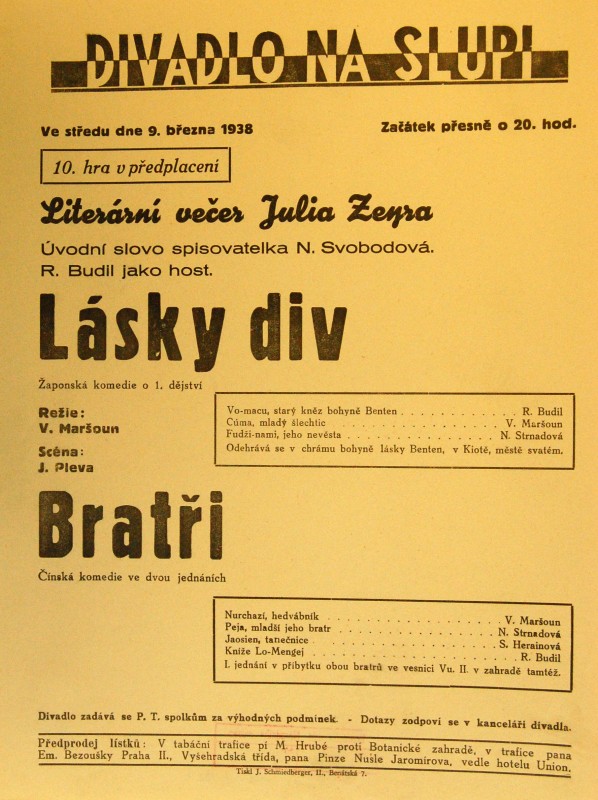 DIVADLO NA SLUPI
Ve středu dne 9. března 1938
Začátek přesně o 20. hod.
10. hra v předplacení
Literární večer Julia Zeyra
Úvodní slovo spisovatelka N. Svobodová.
R. Budil jako host.
Lásky div
Žaponská komedie o 1. dějství
Režie:
V. Maršoun
Scéna:
J. Pleva
Vo-macu, starý kněz bohyně Benten . . . . . . . . . . . R. Budil
Cúma, mladý šlechtic . . . . . . . . . . . . . . . V. Maršoun
Fudži-nami, jeho nevěsta . . . . . . . . . . . . . . N. Strnadová
Odehrává se v chrámu bohyně lásky Benten, v Kiotě, městě svatém.
Bratři
Čínská komedie ve dvou jednáních
Nurchazí, hedvábník . . . . . . . . . . . . . . . V. Maršoun
Peja, mladší jeho bratr . . . . . . . . . . . . . . N. Strnadová
Jaosien, tanečnice . . . . . . . . . . . . . . . . S. Herainová
Kníže Lo-Mengej . . . . . . . . . . . . . . . . . R. Budil
I. jednání v příbytku obou bratrů ve vesnici Vu. II. v zahradě tamtéž.
Divadlo zadává se P. T. spolkům za výhodných podmínek. - Dotazy zodpoví se v kanceláři divadla.
Předprodej lístků: V tabáční trafice pí M. Hrubé proti Botanické zahradě, v trafice pana
Em. Bezoušky Praha II., Vyšehradská třída, pana Pinze Nušle Jaromírova, vedle hotelu Union.
Tiskl J. Schmiedberger, II., Benátská 7.